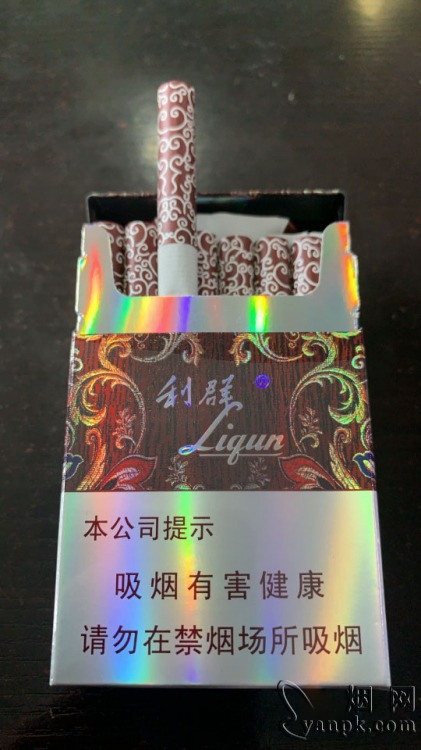 利群
Liqun
本公司提示
吸烟有害健康
请勿在禁烟场所吸烟
烟网
yanpk.com